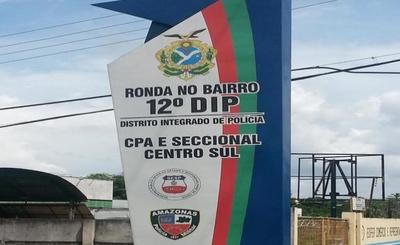 RONDA NO BAIRRO
12º DIP
DISTRITO INTEGRADO DE POLÍCIA
CPA E SECCIONAL
CENTRO SUL
AMAZONAS